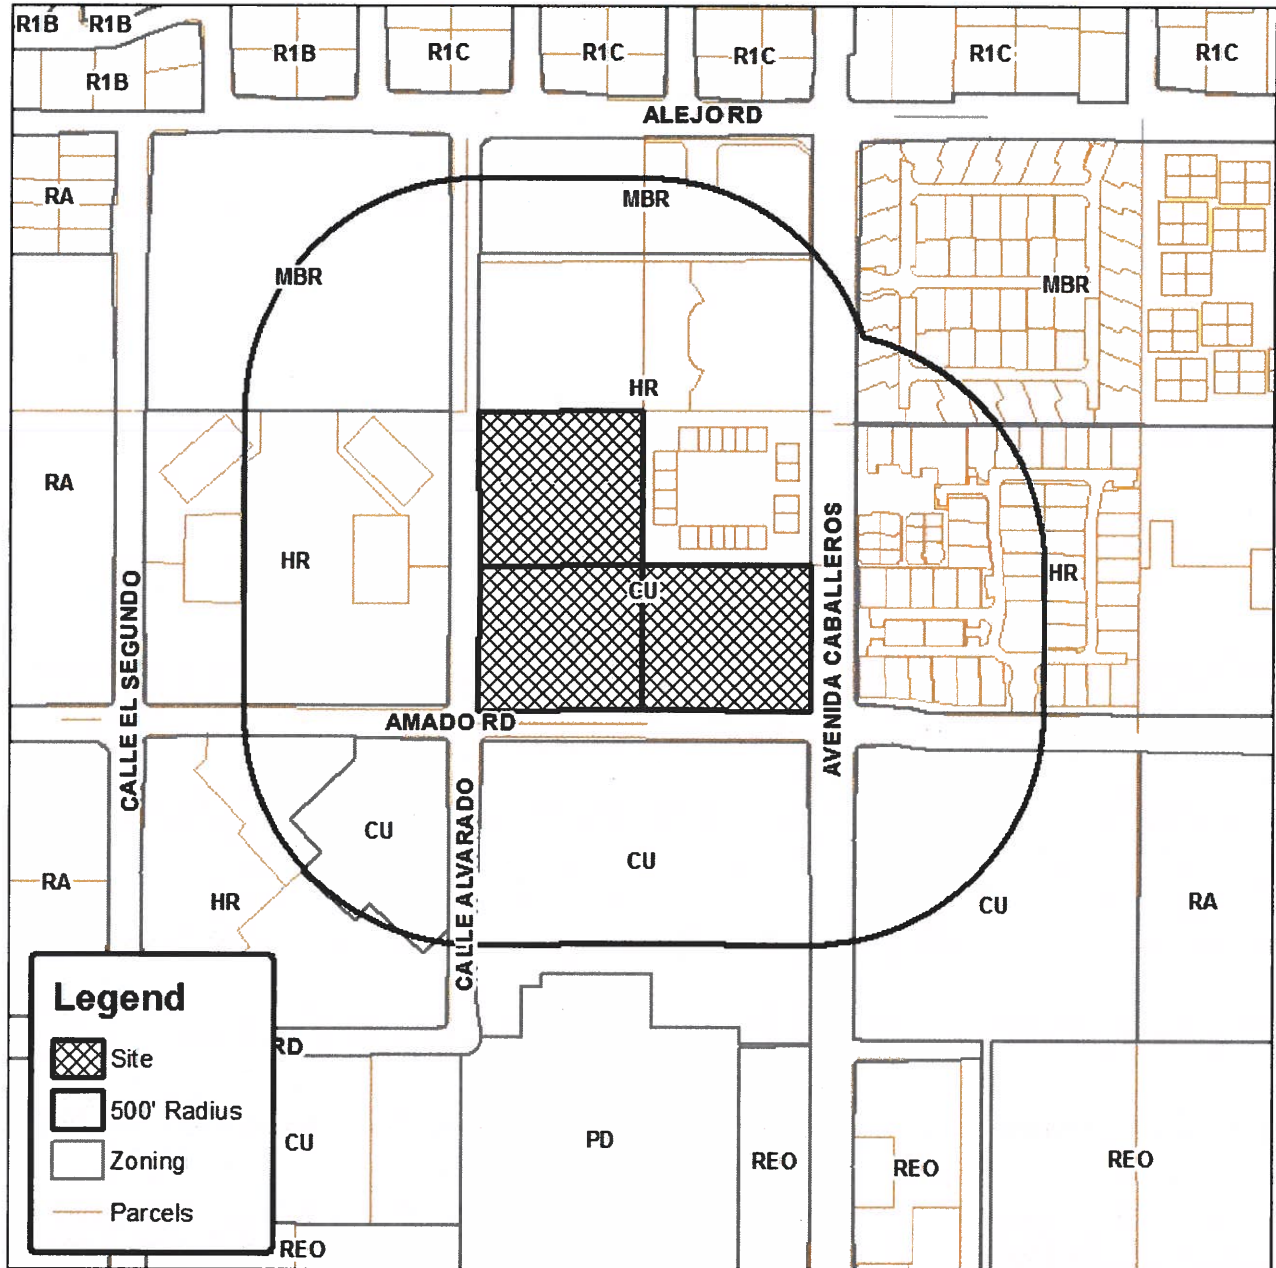 R1B
R1B
R1B
R1B
R1C
R1C
R1C
R1C
R1C
ALEJO RD
RA
MBR
MBR
MBR
HR
RA
HR
CU
HR
CALLE EL SEGUNDO
AMADO RD
AVENIDA CABALLEROS
CALLE ALVARADO
CU
CU
RA
HR
CU
RA
Legend
Site
500' Radius
Zoning
Parcels
RD
CU
PD
REO
REO
REO
REO